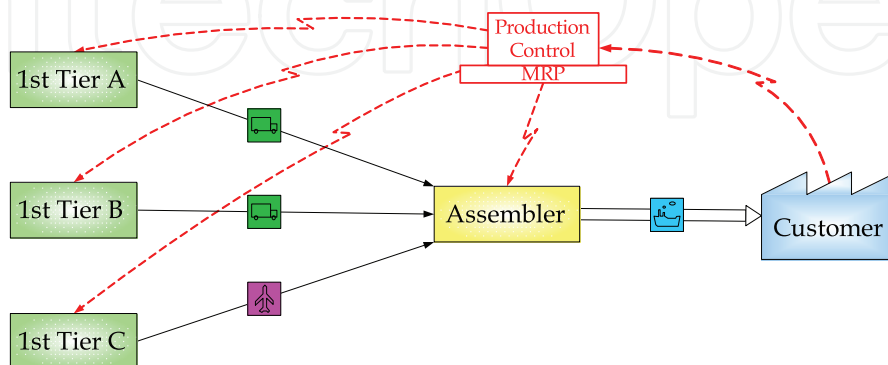 Production
Control
MRP
1st Tier A
1st Tier B
Assembler
Customer
1st Tier C